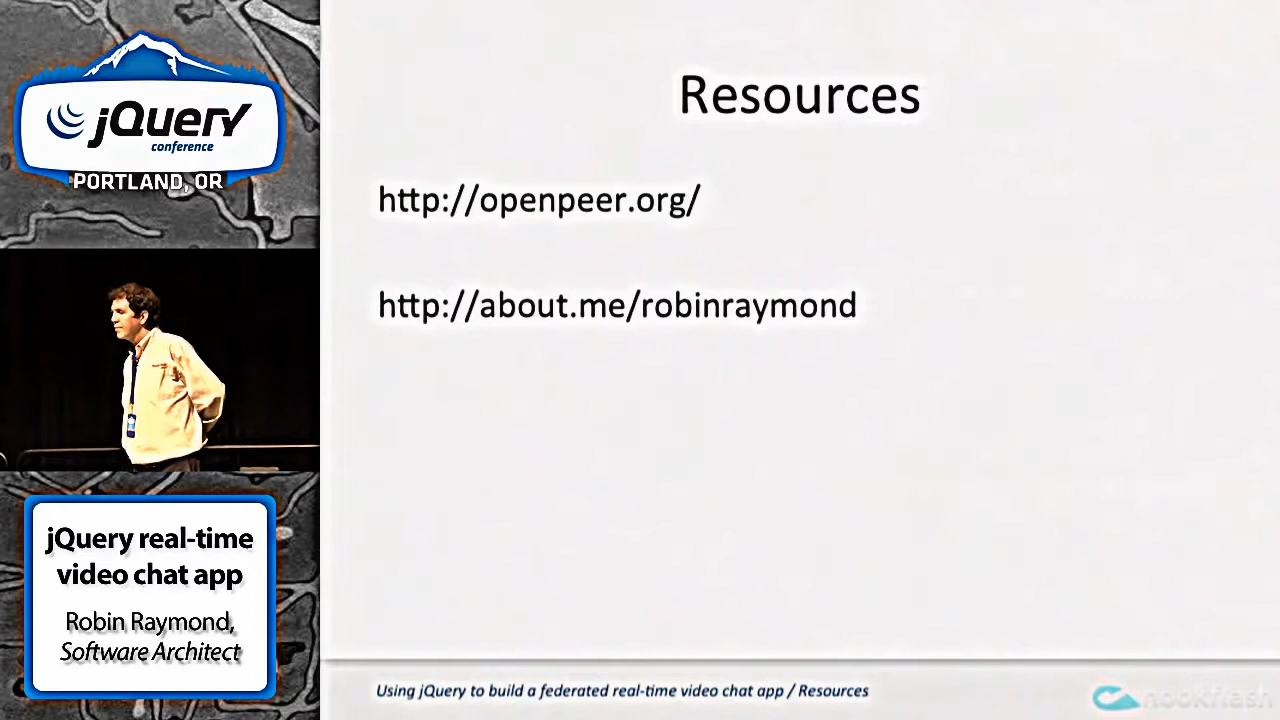 jQuery
conference
PORTLAND, OR
jQuery real-time
video chat app
Robin Raymond,
Software Architect
Resources
http://openpeer.org/
http://about.me/robinraymond
Using jQuery to build a federated real-time video chat app / Resources
hookflash